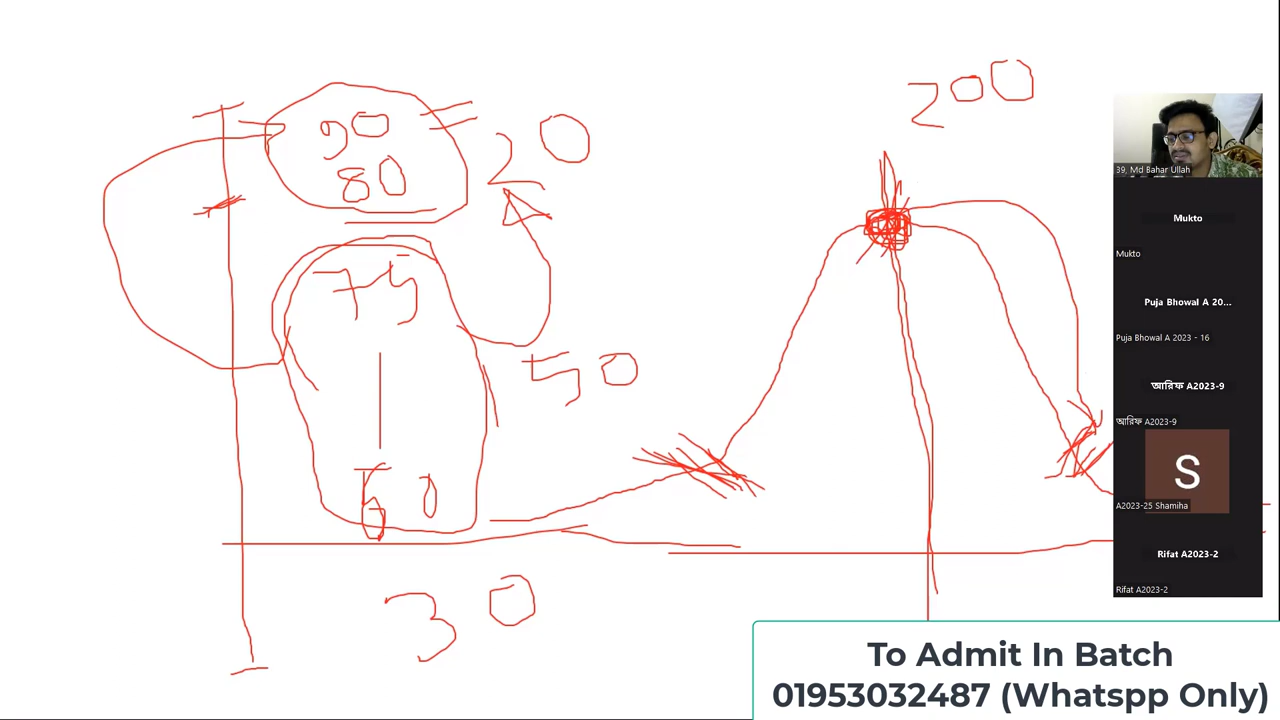 200
90
80
20
75
50
60
30
39, Md Bahar Ullah
Mukto
Mukto
Puja Bhowal A 20...
Puja Bhowal A 2023 - 16
আরিফ A2023-9
আরিফ A2023-9
S
A2023-25 Shamiha
Rifat A2023-2
Rifat A2023-2
To Admit In Batch
01953032487 (Whatspp Only)